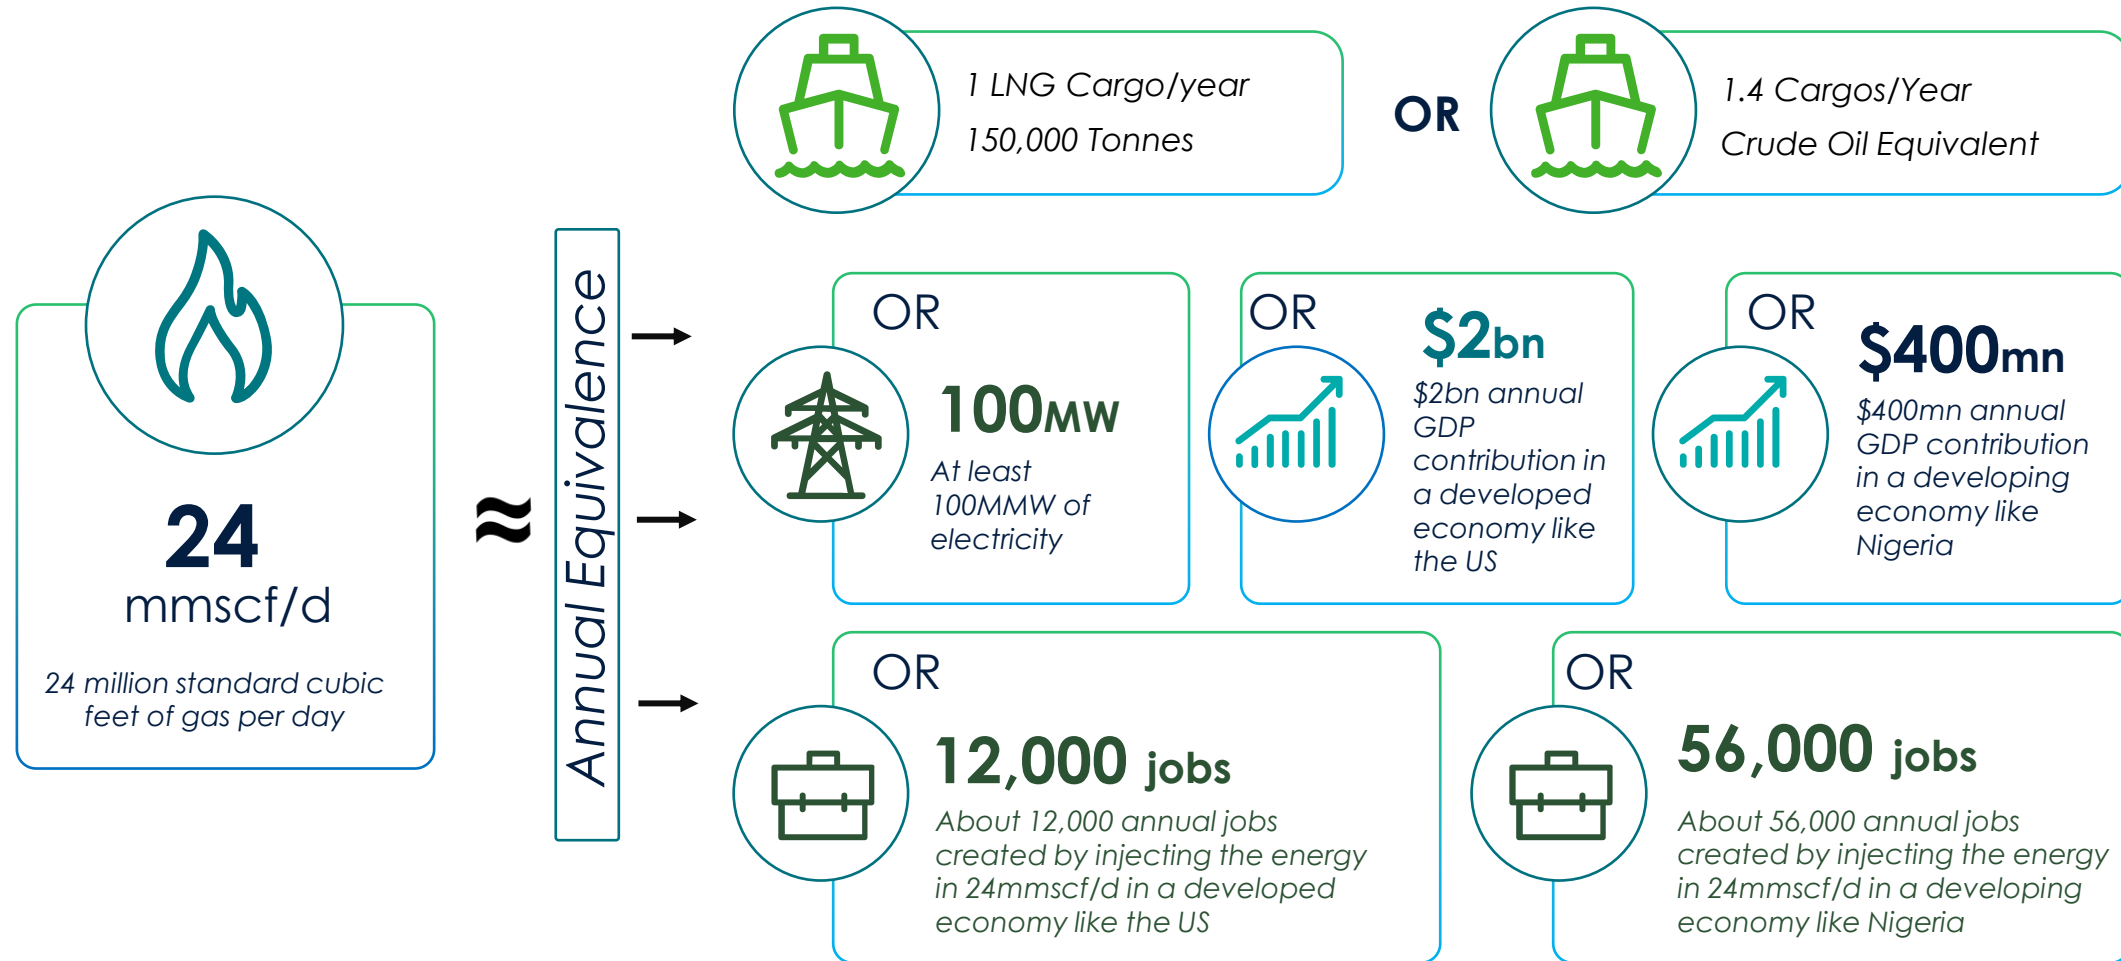 1 LNG Cargo/year
150,000 Tonnes
OR
1.4 Cargos/Year
Crude Oil Equivalent
24
mmscf/d
24 million standard cubic
feet of gas per day
≈
Annual Equivalence
OR
100MW
At least
100MMW of
electricity
OR
$2bn
$2bn annual
GDP
contribution in
a developed
economy like
the US
OR
$400mn
$400mn annual
GDP contribution
in a developing
economy like
Nigeria
OR
12,000 jobs
About 12,000 annual jobs
created by injecting the energy
in 24mmscf/d in a developed
economy like the US
OR
56,000 jobs
About 56,000 annual jobs
created by injecting the energy
in 24mmscf/d in a developing
economy like Nigeria